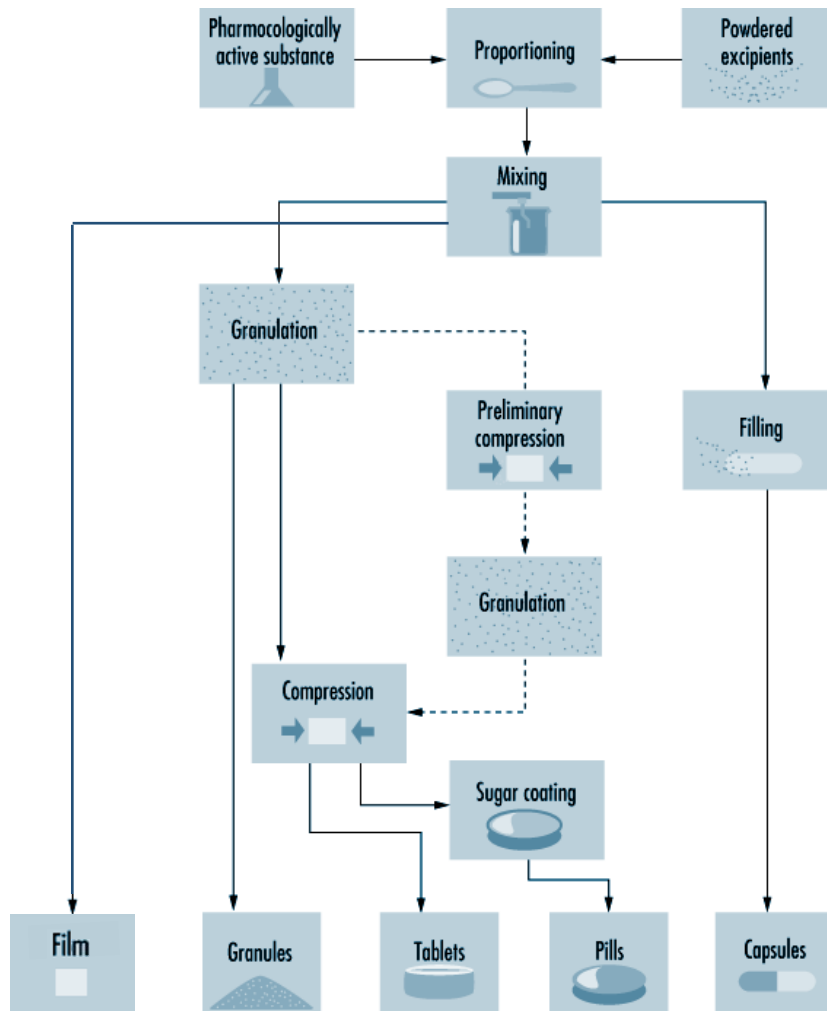 Pharmocologically
active substance
Proportioning
Powdered
excipients
Mixing
Granulation
Preliminary
compression
Filling
Granulation
Compression
Sugar coating
Film
Granules
Tablets
Pills
Capsules